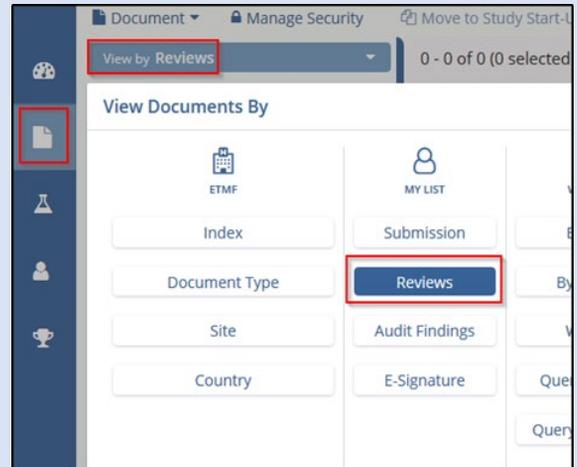 Document Manage Security Move to Study Start-U
View by Reviews
0 - 0 of 0 (0 selected
View Documents By
ETMF
MY LIST
Index
Submission
Document Type
Reviews
By
Site
Audit Findings
Country
E-Signature
Que
Query